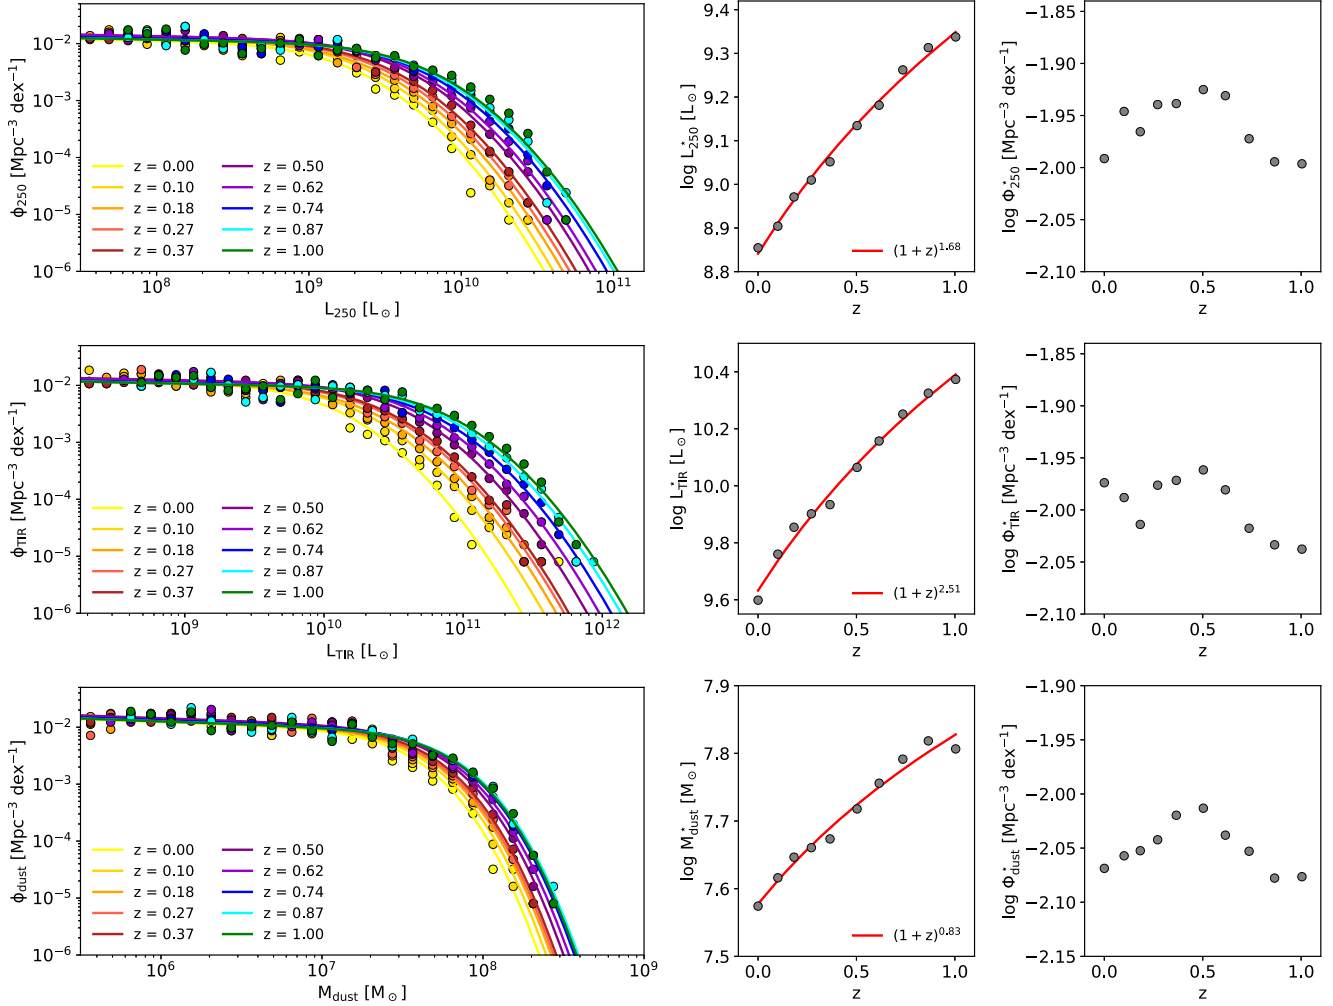 10⁻²
10⁻³
10⁻⁴
10⁻⁵
10⁻⁶
ϕ₂₅₀ [Mpc⁻³ dex⁻¹]
z = 0.00
z = 0.10
z = 0.18
z = 0.27
z = 0.37
z = 0.50
z = 0.62
z = 0.74
z = 0.87
z = 1.00
10⁸ 10⁹ 10¹⁰ 10¹¹
L₂₅₀ [L☉]
9.4
9.3
9.2
9.1
9.0
8.9
8.8
log L*₂₅₀ [L☉]
(1 + z)^1.68
0.0 0.5 1.0
z
−1.85
−1.90
−1.95
−2.00
−2.05
−2.10
log Φ*₂₅₀ [Mpc⁻³ dex⁻¹]
0.0 0.5 1.0
z
10⁻²
10⁻³
10⁻⁴
10⁻⁵
10⁻⁶
ϕ_TIR [Mpc⁻³ dex⁻¹]
z = 0.00
z = 0.10
z = 0.18
z = 0.27
z = 0.37
z = 0.50
z = 0.62
z = 0.74
z = 0.87
z = 1.00
10⁹ 10¹⁰ 10¹¹ 10¹²
L_TIR [L☉]
10.4
10.2
10.0
9.8
9.6
log L*_TIR [L☉]
(1 + z)^2.51
0.0 0.5 1.0
z
−1.85
−1.90
−1.95
−2.00
−2.05
−2.10
log Φ*_TIR [Mpc⁻³ dex⁻¹]
0.0 0.5 1.0
z
10⁻²
10⁻³
10⁻⁴
10⁻⁵
10⁻⁶
ϕ_dust [Mpc⁻³ dex⁻¹]
z = 0.00
z = 0.10
z = 0.18
z = 0.27
z = 0.37
z = 0.50
z = 0.62
z = 0.74
z = 0.87
z = 1.00
10⁶ 10⁷ 10⁸ 10⁹
M_dust [M☉]
7.9
7.8
7.7
7.6
7.5
log M*_dust [M☉]
(1 + z)^0.83
0.0 0.5 1.0
z
−1.90
−1.95
−2.00
−2.05
−2.10
−2.15
log Φ*_dust [Mpc⁻³ dex⁻¹]
0.0 0.5 1.0
z